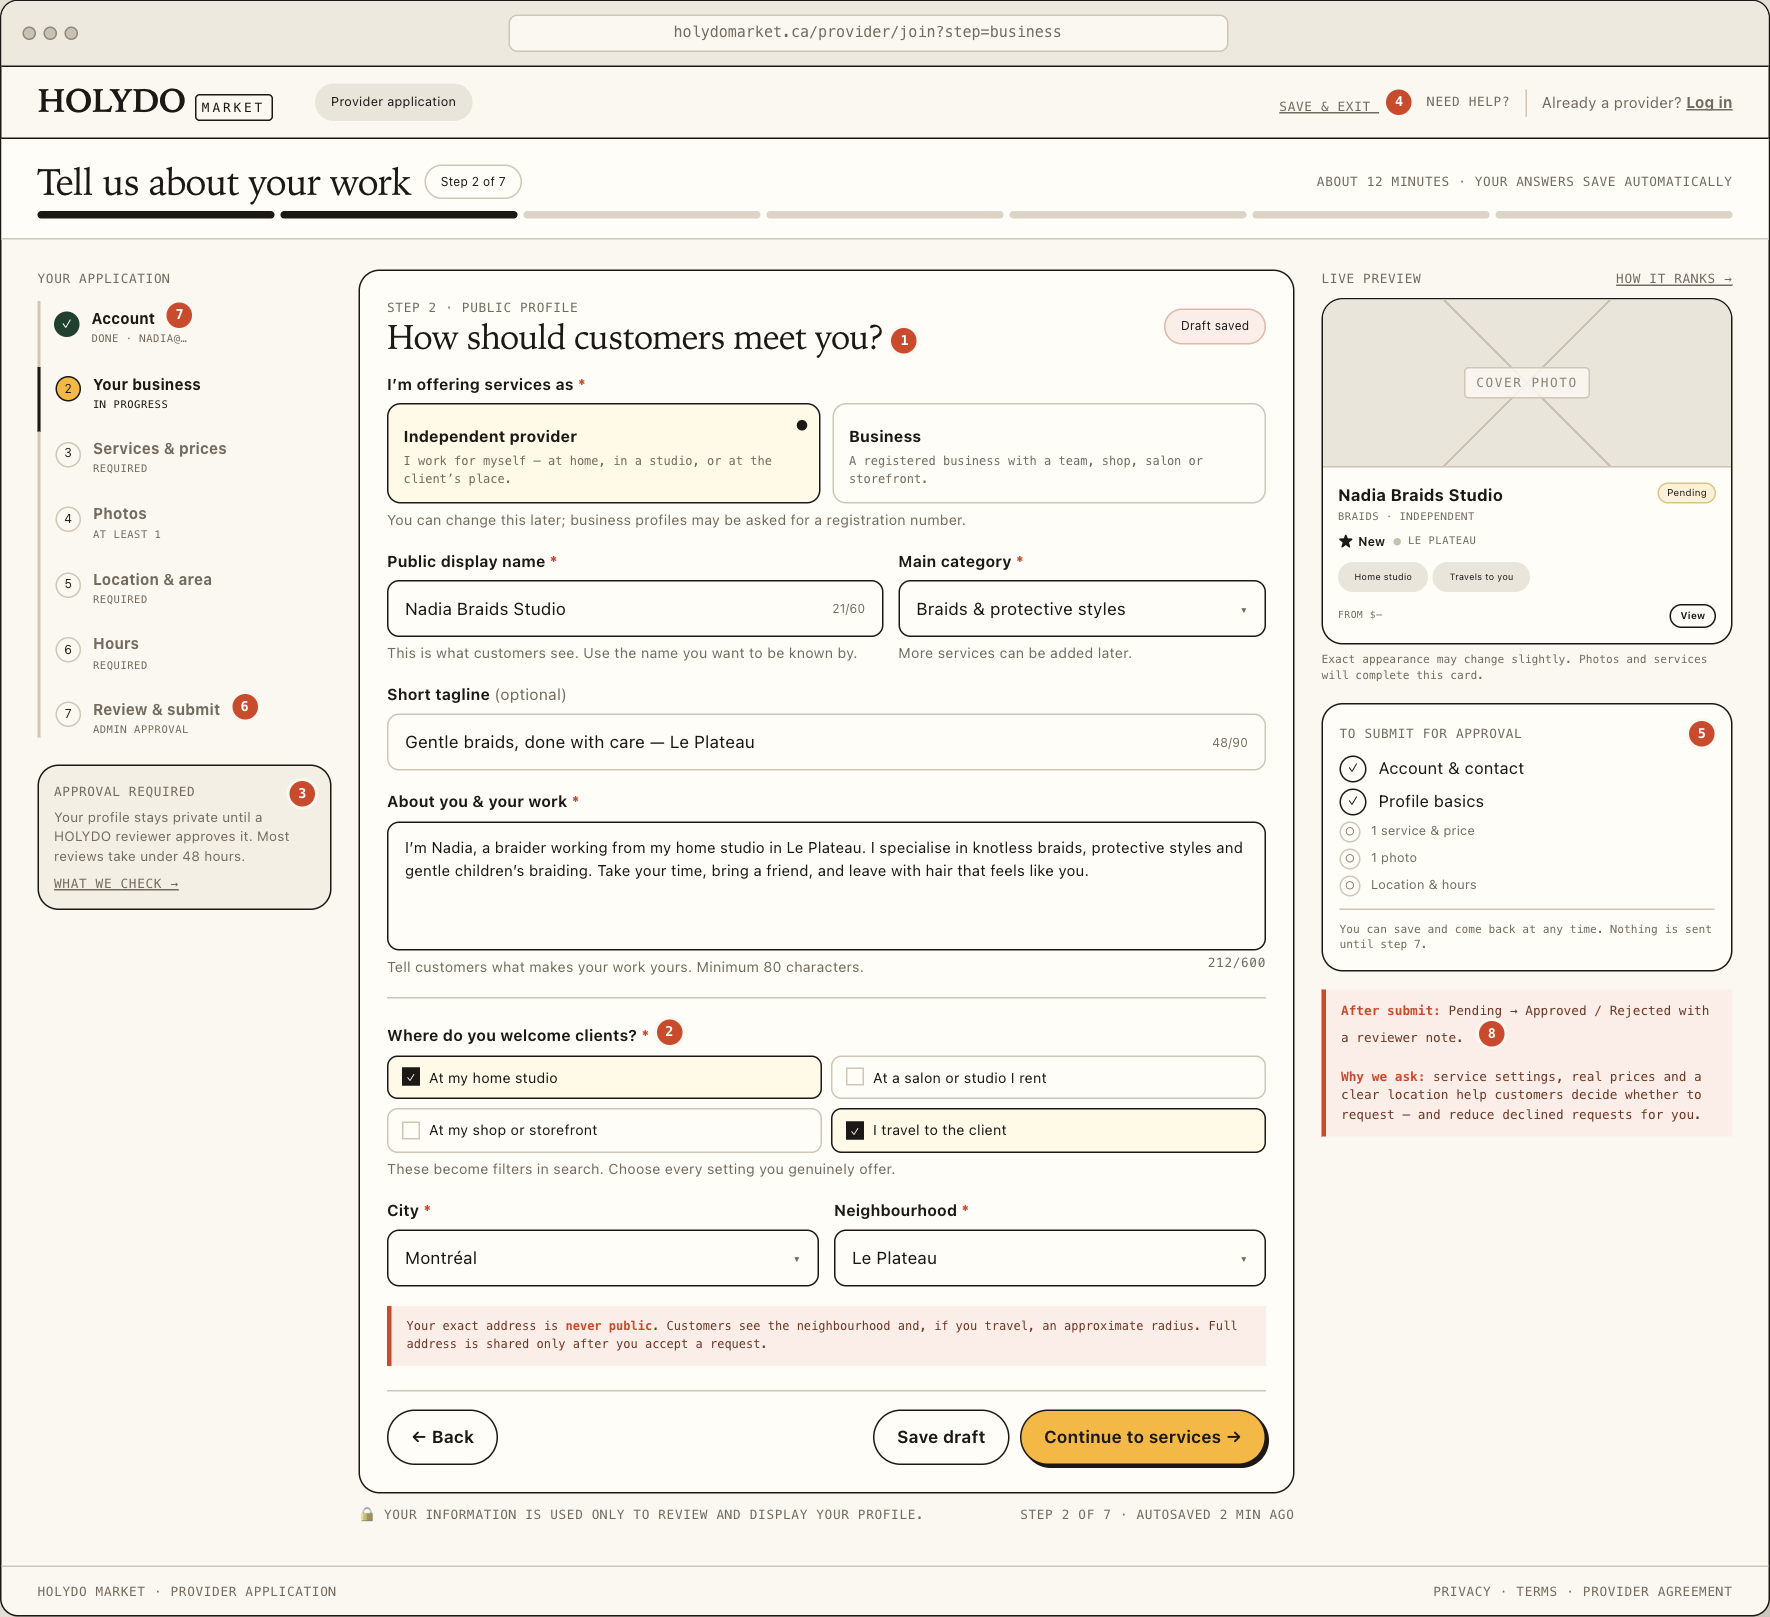 holydomarket.ca/provider/join?step=business
HOLYDO MARKET
Provider application
SAVE & EXIT 4 NEED HELP? Already a provider? Log in
Tell us about your work Step 2 of 7
ABOUT 12 MINUTES · YOUR ANSWERS SAVE AUTOMATICALLY
YOUR APPLICATION
✓ Account 7
DONE · NADIA@…
2 Your business
IN PROGRESS
3 Services & prices
REQUIRED
4 Photos
AT LEAST 1
5 Location & area
REQUIRED
6 Hours
REQUIRED
7 Review & submit 6
ADMIN APPROVAL
APPROVAL REQUIRED 3
Your profile stays private until a
HOLYDO reviewer approves it. Most
reviews take under 48 hours.
WHAT WE CHECK →
STEP 2 · PUBLIC PROFILE
How should customers meet you? 1
Draft saved
I’m offering services as *
Independent provider
I work for myself — at home, in a studio, or at the
client’s place.
Business
A registered business with a team, shop, salon or
storefront.
You can change this later; business profiles may be asked for a registration number.
Public display name *
Nadia Braids Studio 21/60
This is what customers see. Use the name you want to be known by.
Main category *
Braids & protective styles ▾
More services can be added later.
Short tagline (optional)
Gentle braids, done with care — Le Plateau 48/90
About you & your work *
I’m Nadia, a braider working from my home studio in Le Plateau. I specialise in knotless braids, protective styles and
gentle children’s braiding. Take your time, bring a friend, and leave with hair that feels like you.
Tell customers what makes your work yours. Minimum 80 characters. 212/600
Where do you welcome clients? * 2
✓ At my home studio
At a salon or studio I rent
At my shop or storefront
✓ I travel to the client
These become filters in search. Choose every setting you genuinely offer.
City *
Montréal ▾
Neighbourhood *
Le Plateau ▾
Your exact address is never public. Customers see the neighbourhood and, if you travel, an approximate radius. Full
address is shared only after you accept a request.
← Back
Save draft
Continue to services →
🔒 YOUR INFORMATION IS USED ONLY TO REVIEW AND DISPLAY YOUR PROFILE.
STEP 2 OF 7 · AUTOSAVED 2 MIN AGO
LIVE PREVIEW
HOW IT RANKS →
COVER PHOTO
Nadia Braids Studio Pending
BRAIDS · INDEPENDENT
★ New LE PLATEAU
Home studio Travels to you
FROM $— View
Exact appearance may change slightly. Photos and services
will complete this card.
TO SUBMIT FOR APPROVAL 5
✓ Account & contact
✓ Profile basics
○ 1 service & price
○ 1 photo
○ Location & hours
You can save and come back at any time. Nothing is sent
until step 7.
After submit: Pending → Approved / Rejected with
a reviewer note. 8
Why we ask: service settings, real prices and a
clear location help customers decide whether to
request — and reduce declined requests for you.
HOLYDO MARKET · PROVIDER APPLICATION
PRIVACY · TERMS · PROVIDER AGREEMENT